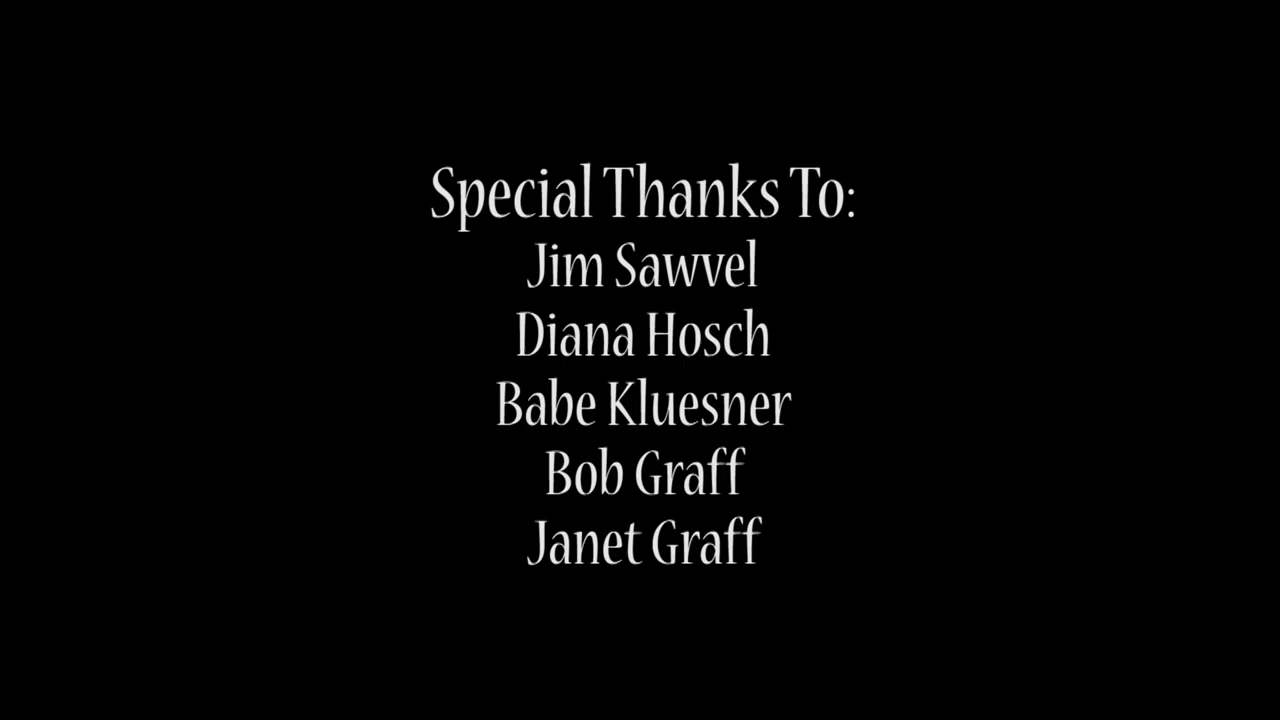 Special Thanks To:
Jim Sawvel
Diana Hosch
Babe Kluesner
Bob Graff
Janet Graff